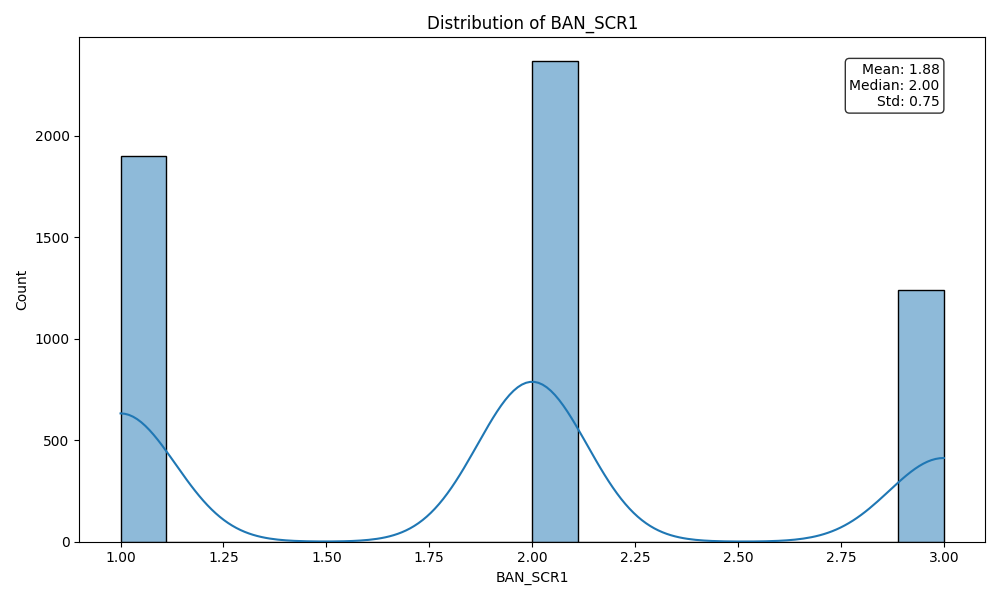 Distribution of BAN_SCR1
Mean: 1.88
Median: 2.00
Std: 0.75
Count
2000
1500
1000
500
0
1.00 1.25 1.50 1.75 2.00 2.25 2.50 2.75 3.00
BAN_SCR1